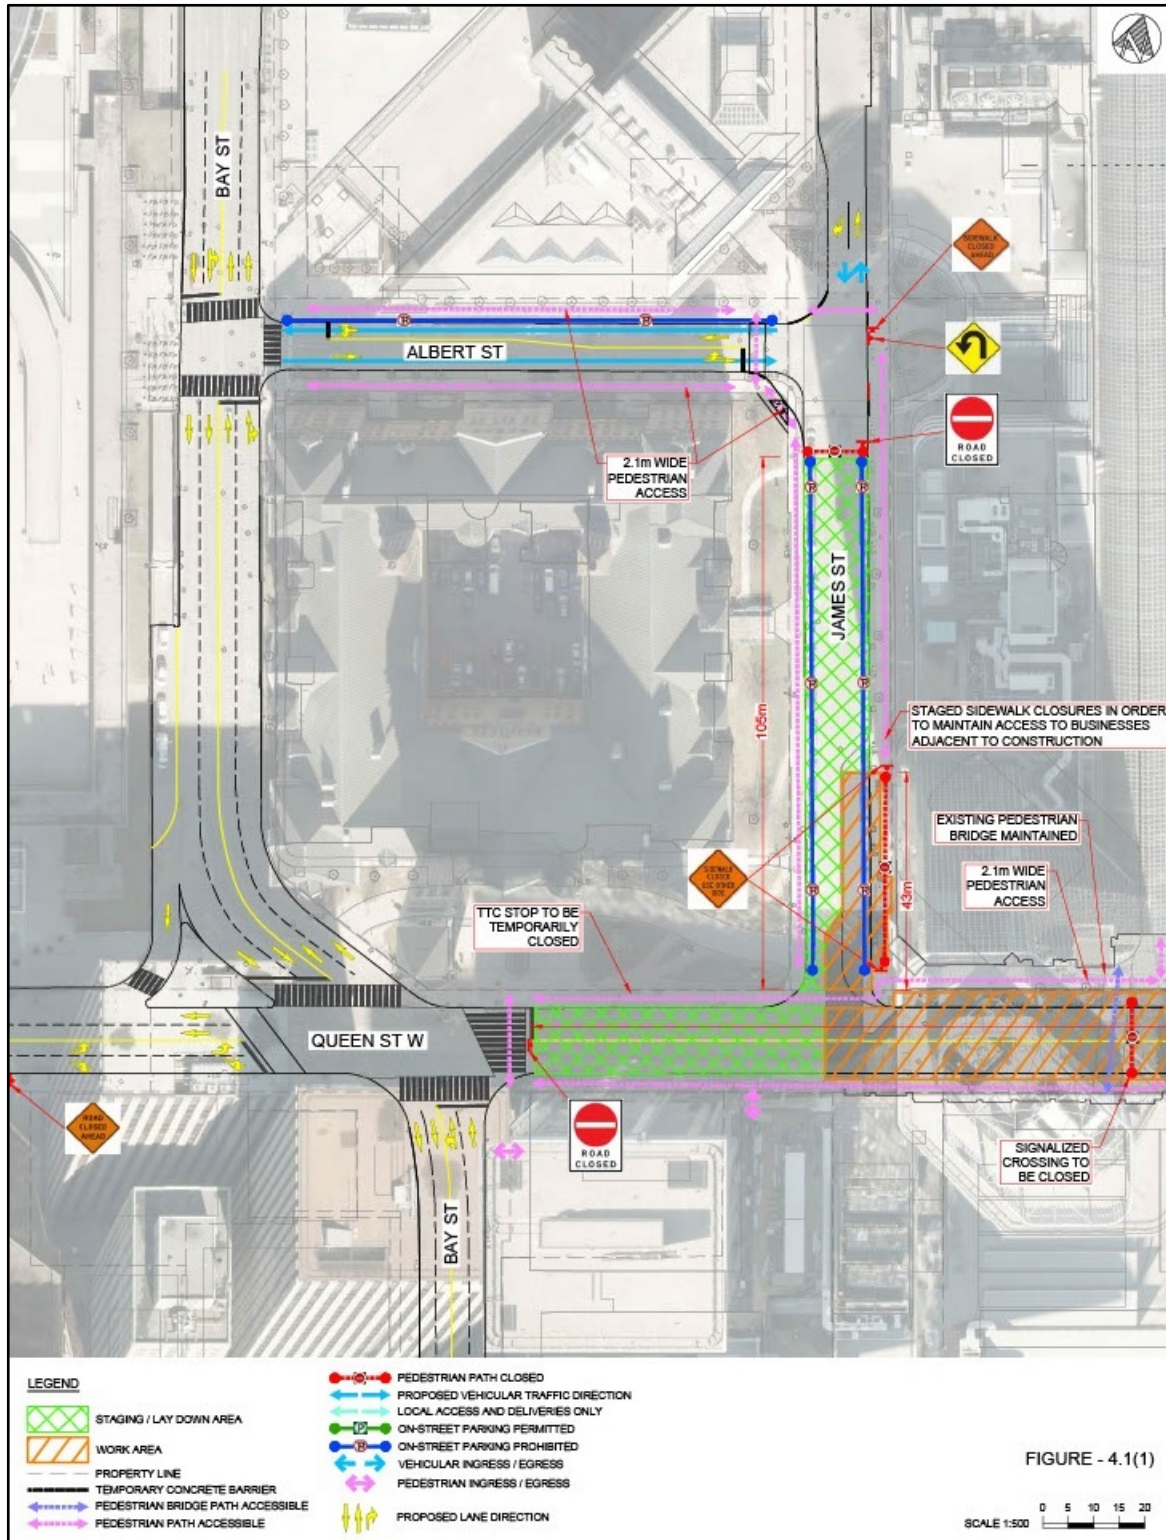 BAY ST
SIDEWALK
CLOSED
AHEAD
ALBERT ST
ROAD
CLOSED
2.1m WIDE
PEDESTRIAN
ACCESS
JAMES ST
105m
STAGED SIDEWALK CLOSURES IN ORDER
TO MAINTAIN ACCESS TO BUSINESSES
ADJACENT TO CONSTRUCTION
EXISTING PEDESTRIAN
BRIDGE MAINTAINED
SIDEWALK
CLOSED
USE OTHER
SIDE
43m
2.1m WIDE
PEDESTRIAN
ACCESS
TTC STOP TO BE
TEMPORARILY
CLOSED
QUEEN ST W
ROAD
CLOSED
AHEAD
ROAD
CLOSED
SIGNALIZED
CROSSING TO
BE CLOSED
BAY ST
LEGEND
STAGING / LAY DOWN AREA
WORK AREA
PROPERTY LINE
TEMPORARY CONCRETE BARRIER
PEDESTRIAN BRIDGE PATH ACCESSIBLE
PEDESTRIAN PATH ACCESSIBLE
PEDESTRIAN PATH CLOSED
PROPOSED VEHICULAR TRAFFIC DIRECTION
LOCAL ACCESS AND DELIVERIES ONLY
P
ON-STREET PARKING PERMITTED
ON-STREET PARKING PROHIBITED
VEHICULAR INGRESS / EGRESS
PEDESTRIAN INGRESS / EGRESS
PROPOSED LANE DIRECTION
FIGURE - 4.1(1)
SCALE 1:500
0 5 10 15 20